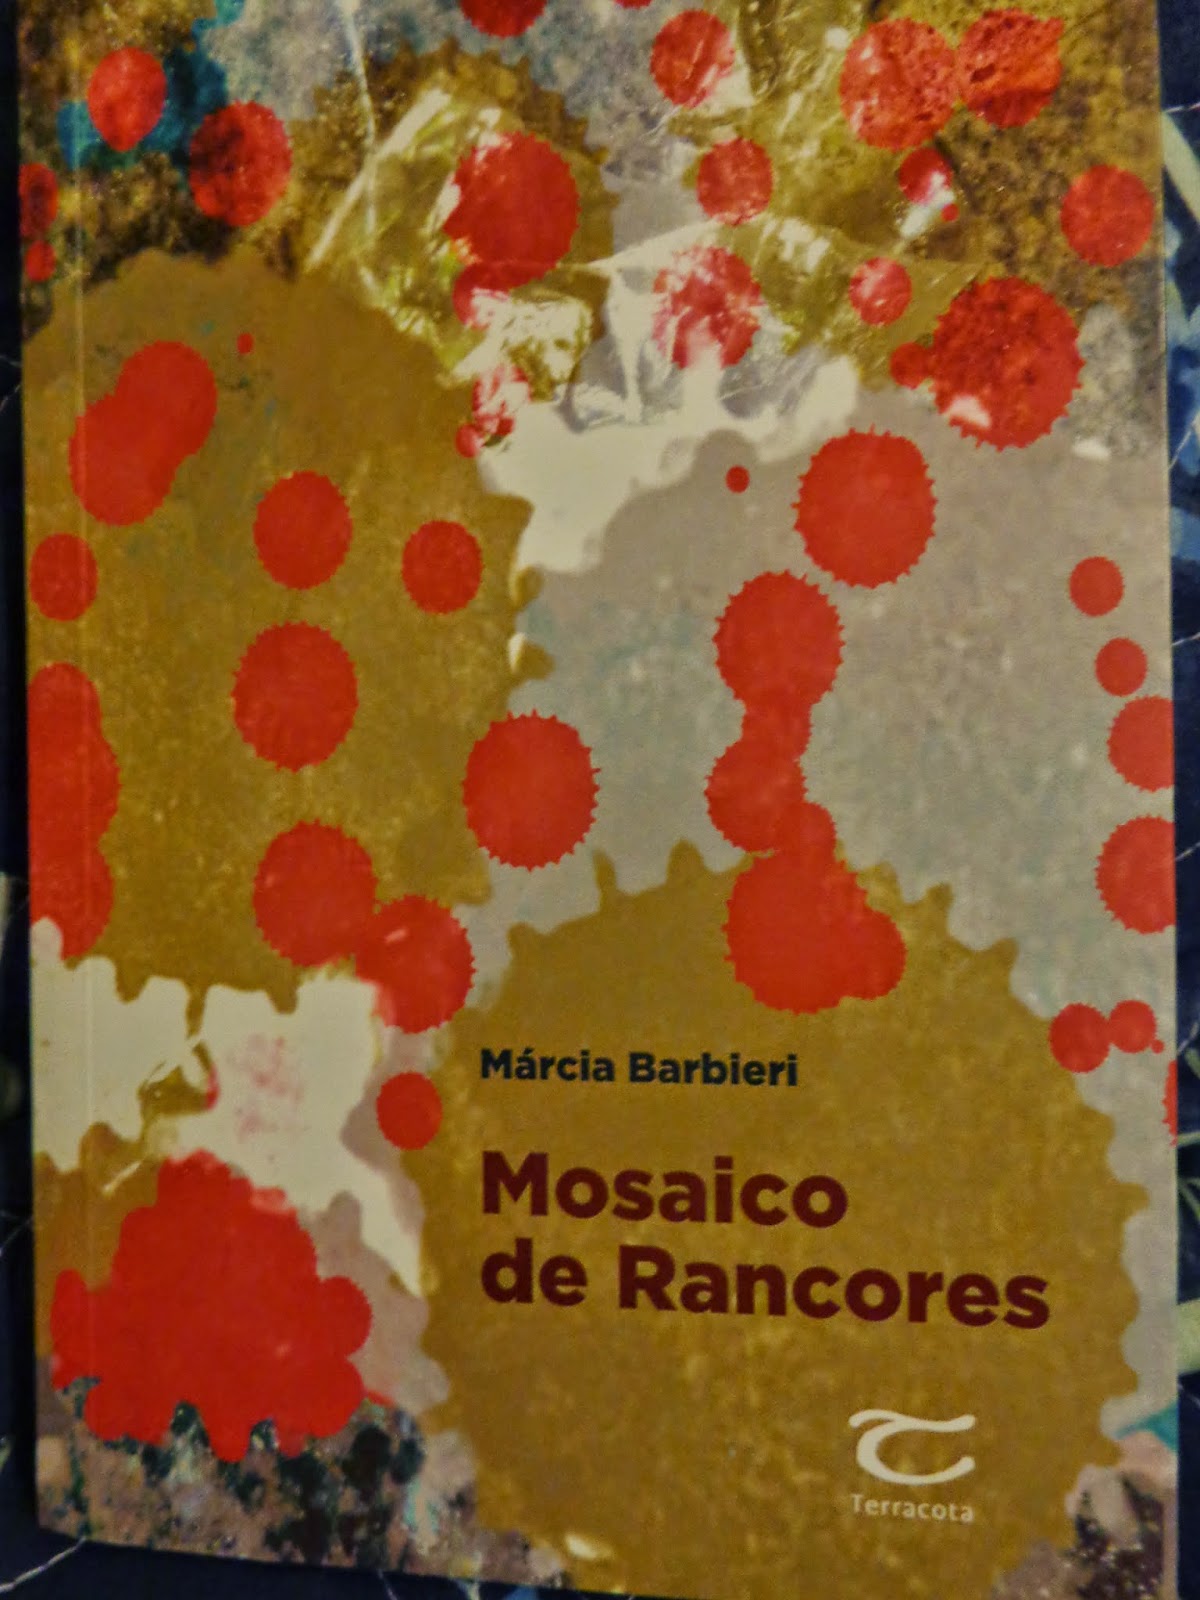 Márcia Barbieri
Mosaico
de Rancores
Terracota